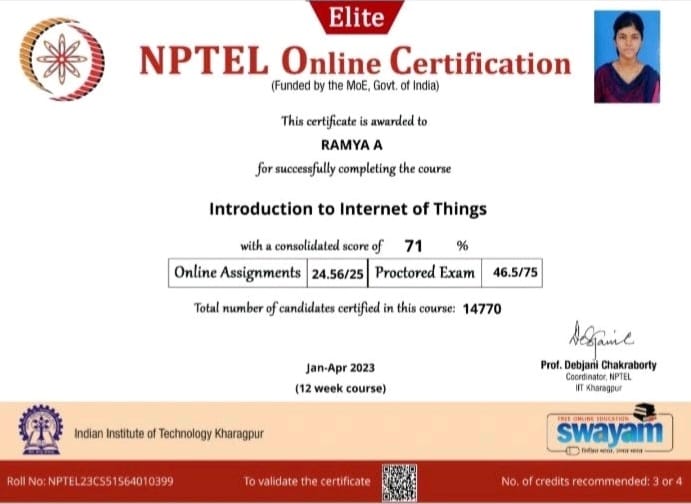 Elite
NPTEL Online Certification
(Funded by the MoE, Govt. of India)
This certificate is awarded to
RAMYA A
for successfully completing the course
Introduction to Internet of Things
with a consolidated score of 71 %
Online Assignments 24.56/25 Proctored Exam 46.5/75
Total number of candidates certified in this course: 14770
Jan-Apr 2023
(12 week course)
Prof. Debjani Chakraborty
Coordinator, NPTEL
IIT Kharagpur
Indian Institute of Technology Kharagpur
FREE ONLINE EDUCATION
swayam
शिक्षित भारत, उन्नत भारत
Roll No: NPTEL23CS51S64010399
To validate the certificate
No. of credits recommended: 3 or 4